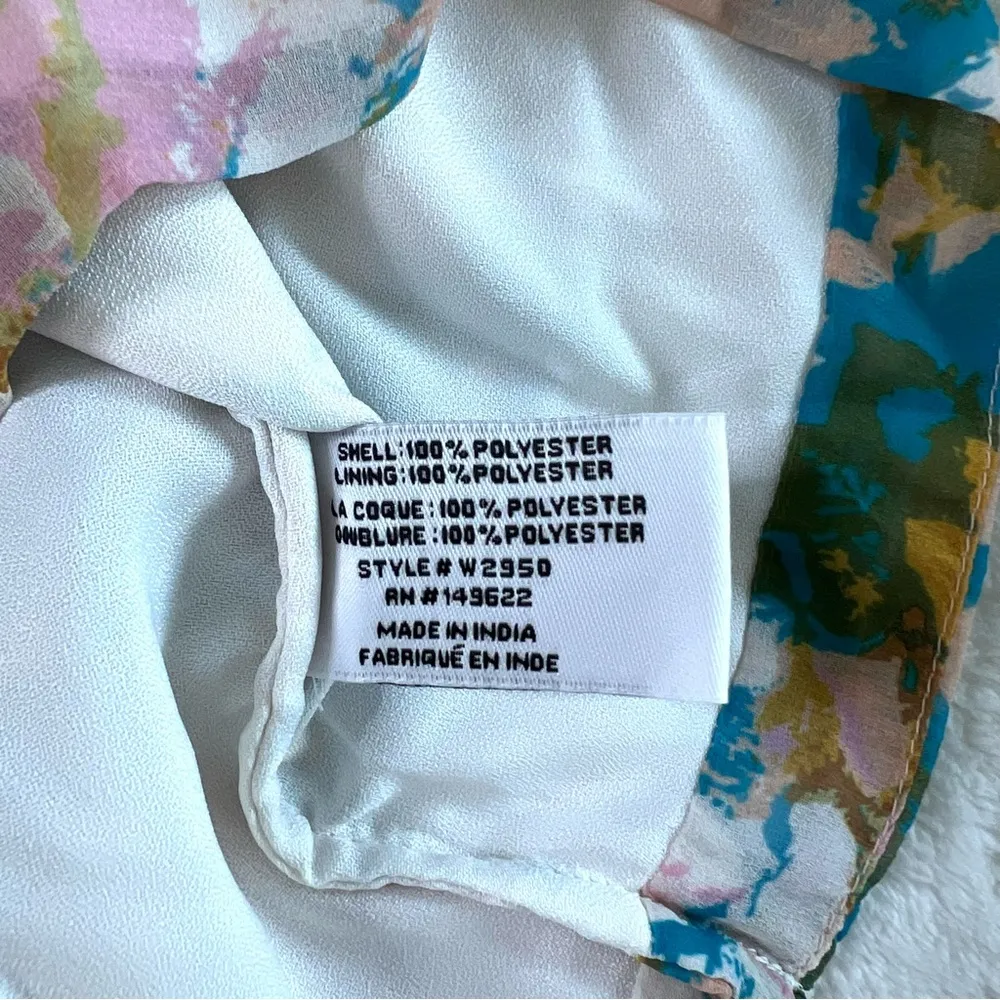 SHELL:100% POLYESTER
LINING:100% POLYESTER
LA COQUE:100% POLYESTER
DOUBLURE:100% POLYESTER
STYLE# W2950
RN #149622
MADE IN INDIA
FABRIQUÉ EN INDE